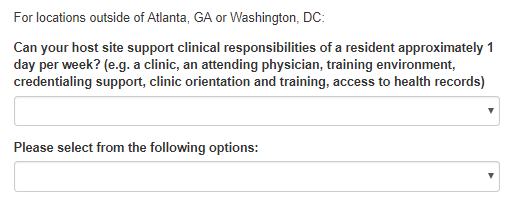 For locations outside of Atlanta, GA or Washington, DC:
Can your host site support clinical responsibilities of a resident approximately 1
day per week? (e.g. a clinic, an attending physician, training environment,
credentialing support, clinic orientation and training, access to health records)
Please select from the following options: